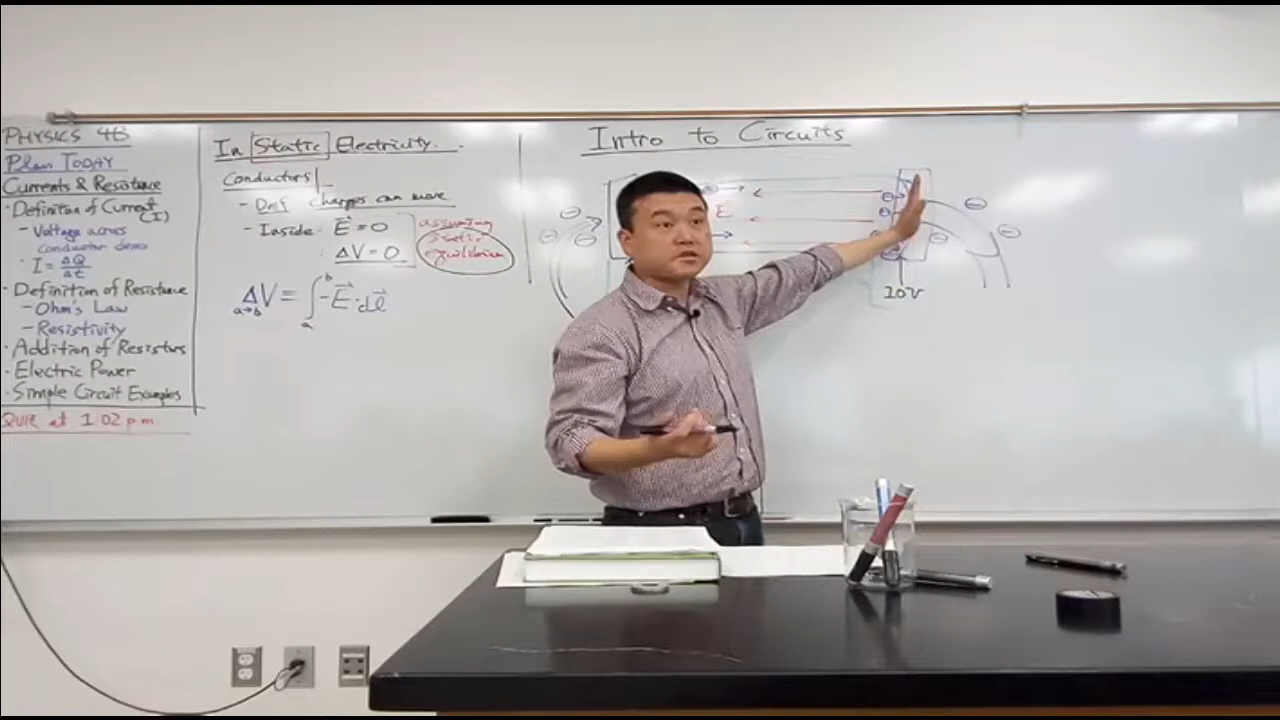 PHYSICS 4B
Plan TODAY
Currents & Resistance
· Definition of Current (I)
- Voltage across
conductor demo
· I = ΔQ/Δt
· Definition of Resistance
- Ohm's Law
- Resistivity
· Addition of Resistors
· Electric Power
· Simple Circuit Examples
QUIZ at 1:02 pm
In Static Electricity.
Conductors
- Def charges can move
- Inside: E⃗ = 0
: ΔV = 0
assuming
static
equilibrium
ΔV = ∫ -E⃗ · dℓ⃗
a→b
b
a
Intro to Circuits
E
20V